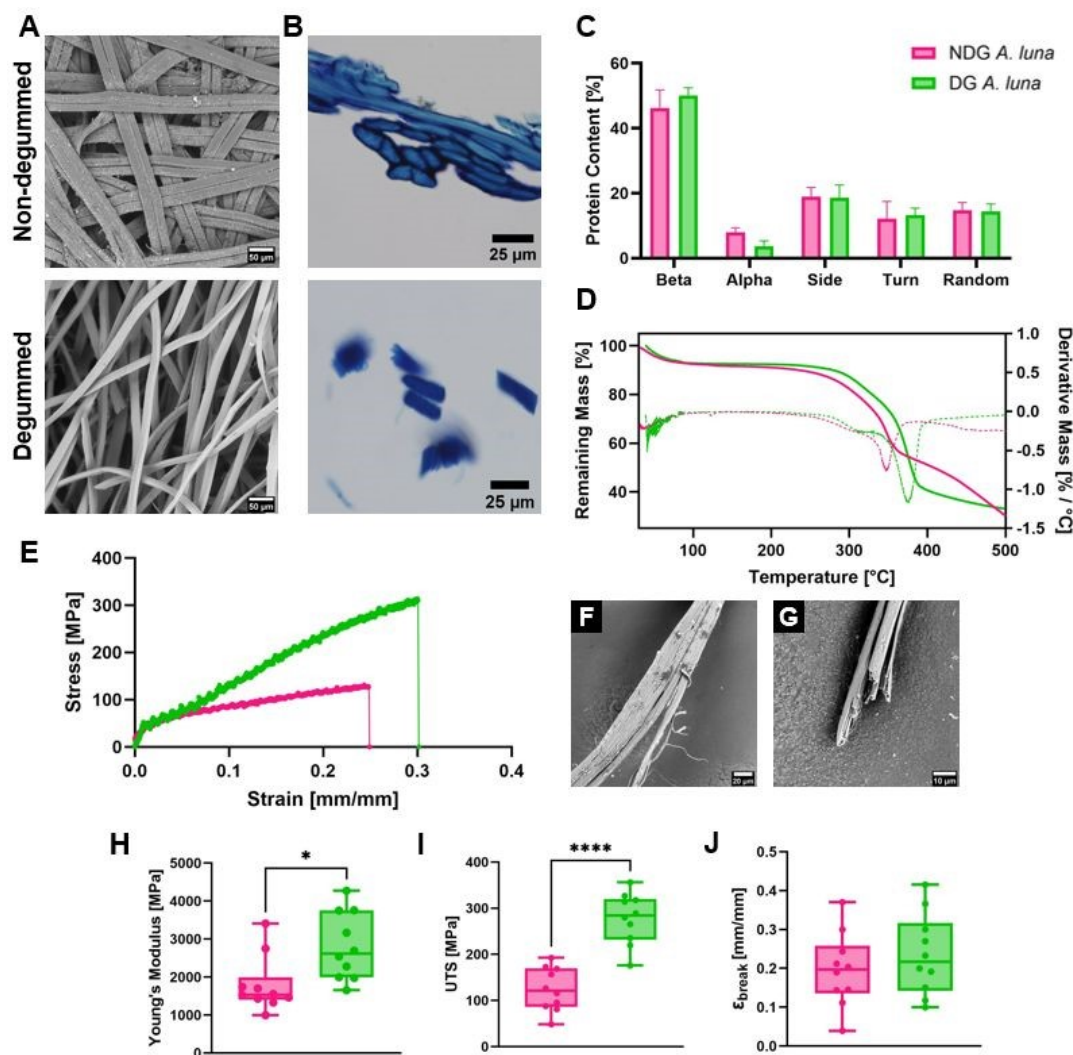 A
B
C
Non-degummed
50 µm
25 µm
NDG A. luna
DG A. luna
Protein Content [%]
60
40
20
0
Beta Alpha Side Turn Random
Degummed
50 µm
25 µm
D
Remaining Mass [%]
100
80
60
40
1.0
0.5
0.0
-0.5
-1.0
-1.5
Derivative Mass [% / °C]
100 200 300 400 500
Temperature [°C]
E
Stress [MPa]
400
300
200
100
0
0.0 0.1 0.2 0.3 0.4
Strain [mm/mm]
F
20 µm
G
10 µm
H
Young's Modulus [MPa]
5000
4000
3000
2000
1000
0
*
I
UTS [MPa]
400
300
200
100
0
****
J
εbreak [mm/mm]
0.5
0.4
0.3
0.2
0.1
0.0